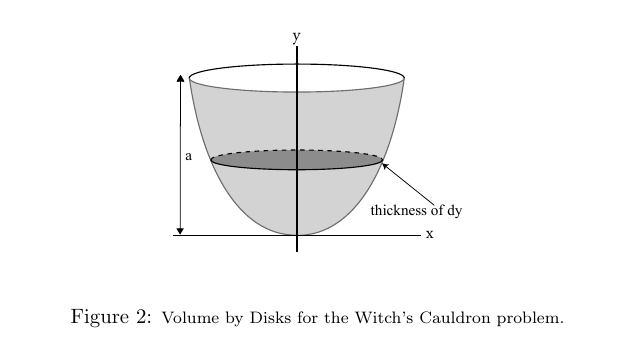 y
a
thickness of dy
x
Figure 2: Volume by Disks for the Witch's Cauldron problem.